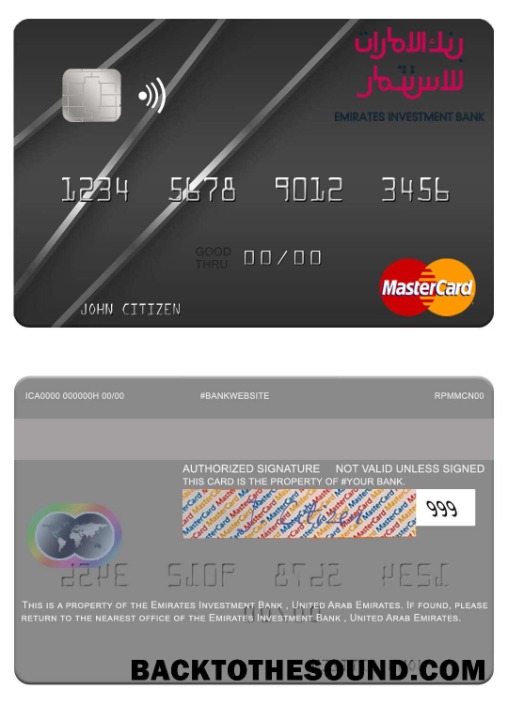 بنك الامارات
للاستثمار
EMIRATES INVESTMENT BANK
1234 5678 9012 3456
GOOD
THRU
00/00
JOHN CITIZEN
MasterCard
ICA0000 000000H 00/00 #BANKWEBSITE RPMMCN00
AUTHORIZED SIGNATURE NOT VALID UNLESS SIGNED
THIS CARD IS THE PROPERTY OF #YOUR BANK.
999
THIS IS A PROPERTY OF THE EMIRATES INVESTMENT BANK , UNITED ARAB EMIRATES. IF FOUND, PLEASE
RETURN TO THE NEAREST OFFICE OF THE EMIRATES INVESTMENT BANK , UNITED ARAB EMIRATES.
BACKTOTHESOUND.COM